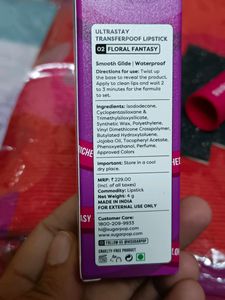 ULTRASTAY
TRANSFERPOOF LIPSTICK
02 FLORAL FANTASY
Smooth Glide | Waterproof
Directions for use: Twist up
the base to reveal the product.
Apply to clean lips and wait 2
to 3 minutes for the formula
to set.
Ingredients: Isododecane,
Cyclopentasiloxane &
Trimethylsiloxysilicate,
Synthetic Wax, Polyethylene,
Vinyl Dimethicone Crosspolymer,
Butylated Hydroxytoluene,
Jojoba Oil, Tocopheryl Acetate,
Phenoxyethanol, Perfume,
Approved Colors
Important: Store in a cool
dry place.
MRP: ₹229.00
(incl. of all taxes)
Commodity: Lipstick
Net Weight: 4 g
MADE IN INDIA
FOR EXTERNAL USE ONLY
Customer Care:
1800-209-9933
hi@sugarpop.com
www.sugarpop.com
FOLLOW US @WEARESUGARPOP
CRUELTY FREE PRODUCT